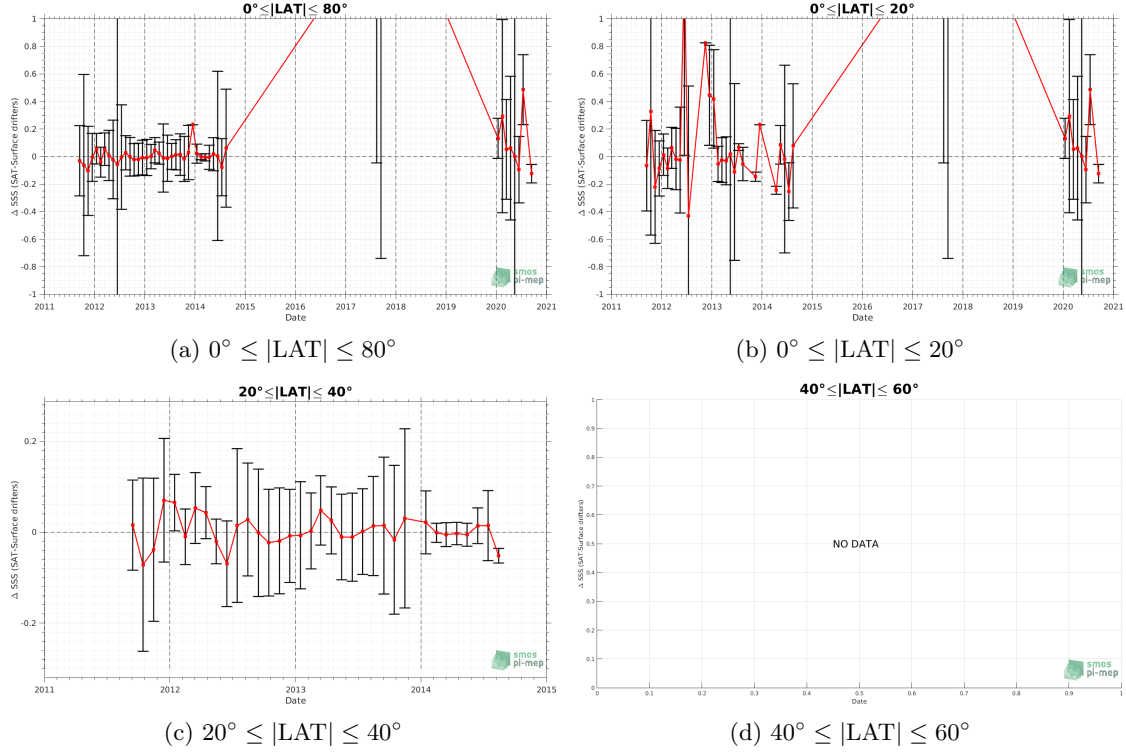 0°≤|LAT|≤ 80°
Δ SSS (SAT-Surface drifters)
1
0.8
0.6
0.4
0.2
0
-0.2
-0.4
-0.6
-0.8
-1
2011 2012 2013 2014 2015 2016 2017 2018 2019 2020 2021
Date
smos
pi-mep
(a) 0° ≤ |LAT| ≤ 80°
0°≤|LAT|≤ 20°
Δ SSS (SAT-Surface drifters)
1
0.8
0.6
0.4
0.2
0
-0.2
-0.4
-0.6
-0.8
-1
2011 2012 2013 2014 2015 2016 2017 2018 2019 2020 2021
Date
smos
pi-mep
(b) 0° ≤ |LAT| ≤ 20°
20°≤|LAT|≤ 40°
Δ SSS (SAT-Surface drifters)
0.2
0
-0.2
2011 2012 2013 2014 2015
Date
smos
pi-mep
(c) 20° ≤ |LAT| ≤ 40°
40°≤|LAT|≤ 60°
Δ SSS (SAT-Surface drifters)
1
0.9
0.8
0.7
0.6
0.5
0.4
0.3
0.2
0.1
0
NO DATA
0 0.1 0.2 0.3 0.4 0.5 0.6 0.7 0.8 0.9 1
Date
smos
pi-mep
(d) 40° ≤ |LAT| ≤ 60°